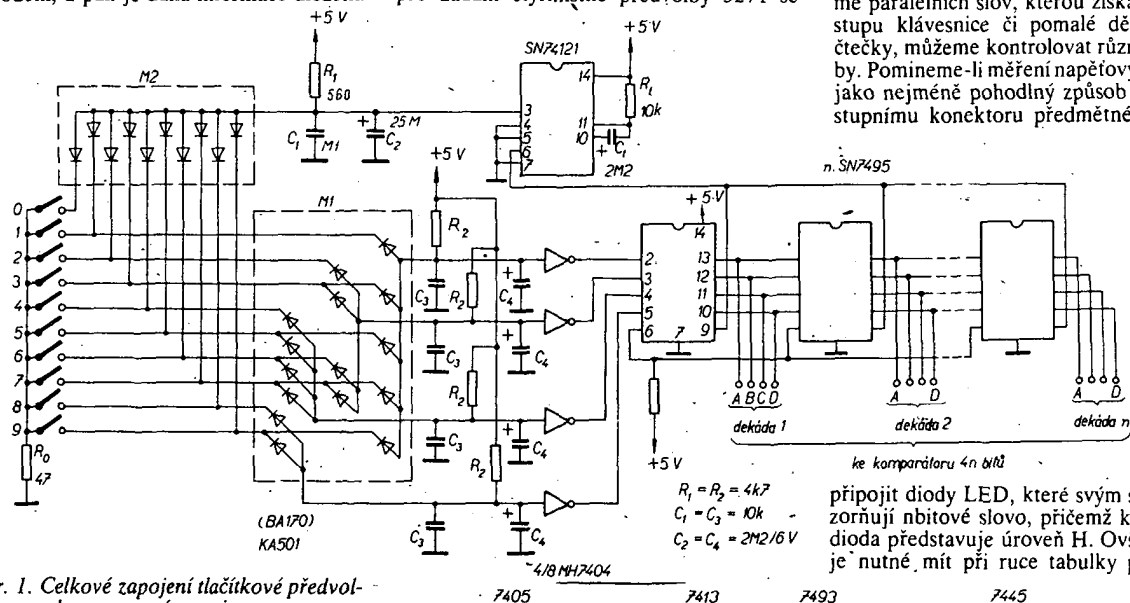 +5 V
me paralelních slov, kterou získá
stupu klávesnice či pomalé dě
čtečky, můžeme kontrolovat různ
by. Pomineme-li měření napěťový
jako nejméně pohodlný způsob
stupnímu konektoru předmětné
M2
R1
560
C1
M1
+
25M
C2
SN74121
+5 V
14
3
4
5
6
7
11
10
R1
10k
+
C1
2M2
n. SN7495
0
1
2
3
4
5
6
7
8
9
R0
47
M1
(BA170)
KA501
+5 V
R2
C3
R2
+
C4
C3
+
C4
R2
C3
+
C4
R2
C3
+
C4
+5 V
14
2
3
4
5
6
13
12
11
10
9
7
+5 V
A B C D
dekáda 1
A D
dekáda 2
A D
dekáda n
ke komparátoru 4n bitů
R1 = R2 = 4k7
C1 = C3 = 10k
C2 = C4 = 2M2/6V
4/8 MH7404
připojit diody LED, které svým s
zorňují nbitové slovo, přičemž k
dioda představuje úroveň H. Ovš
je nutné mít při ruce tabulky p
r. 1. Celkové zapojení tlačítkové předvol-
7405
7413
7493
7445